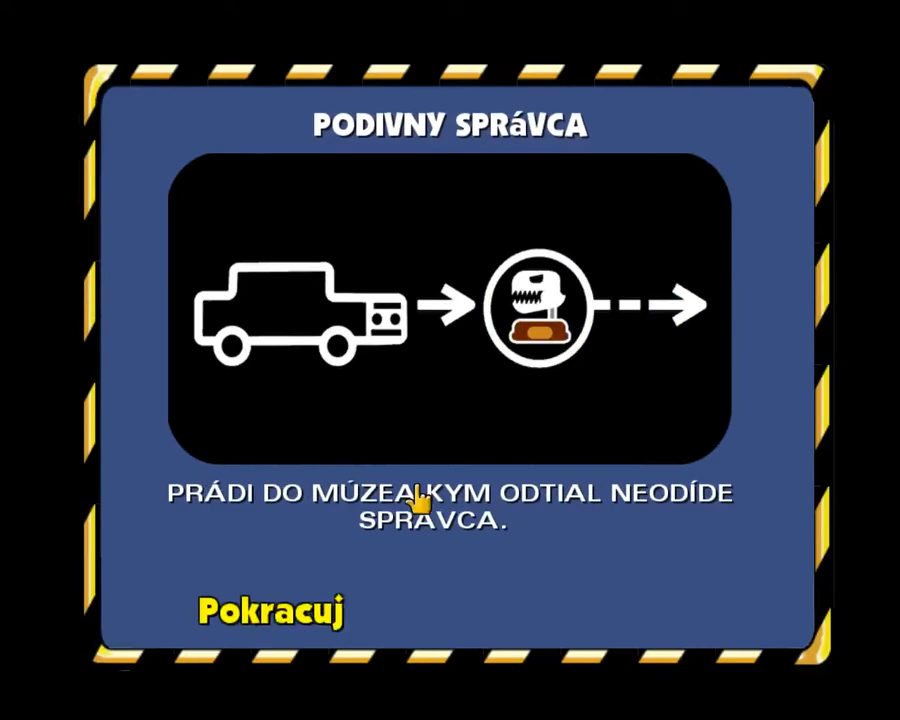 PODIVNY SPRáVCA
PRÁDI DO MÚZEA KYM ODTIAL NEODÍDE
SPRÁVCA.
Pokracuj